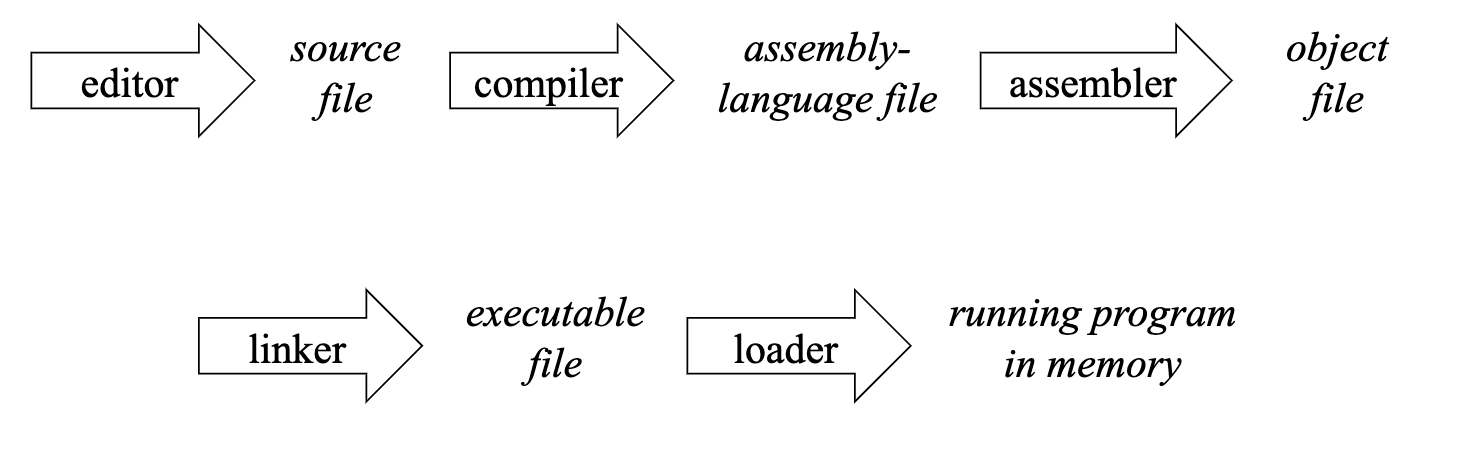 editor
source
file
compiler
assembly-
language file
assembler
object
file
linker
executable
file
loader
running program
in memory